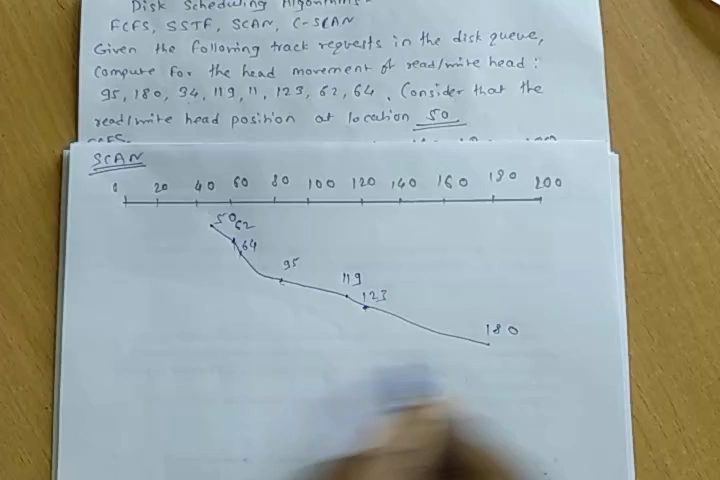 Disk Scheduling Algorithms-
FCFS, SSTF, SCAN, C-SCAN
Given the following track requests in the disk queue,
Compute for the head movement of read/write head :
95, 180, 34, 119, 11, 123, 62, 64. Consider that the
read/write head position at location 50
SCAN
0 20 40 60 80 100 120 140 160 180 200
50 62
64
95
119
123
180